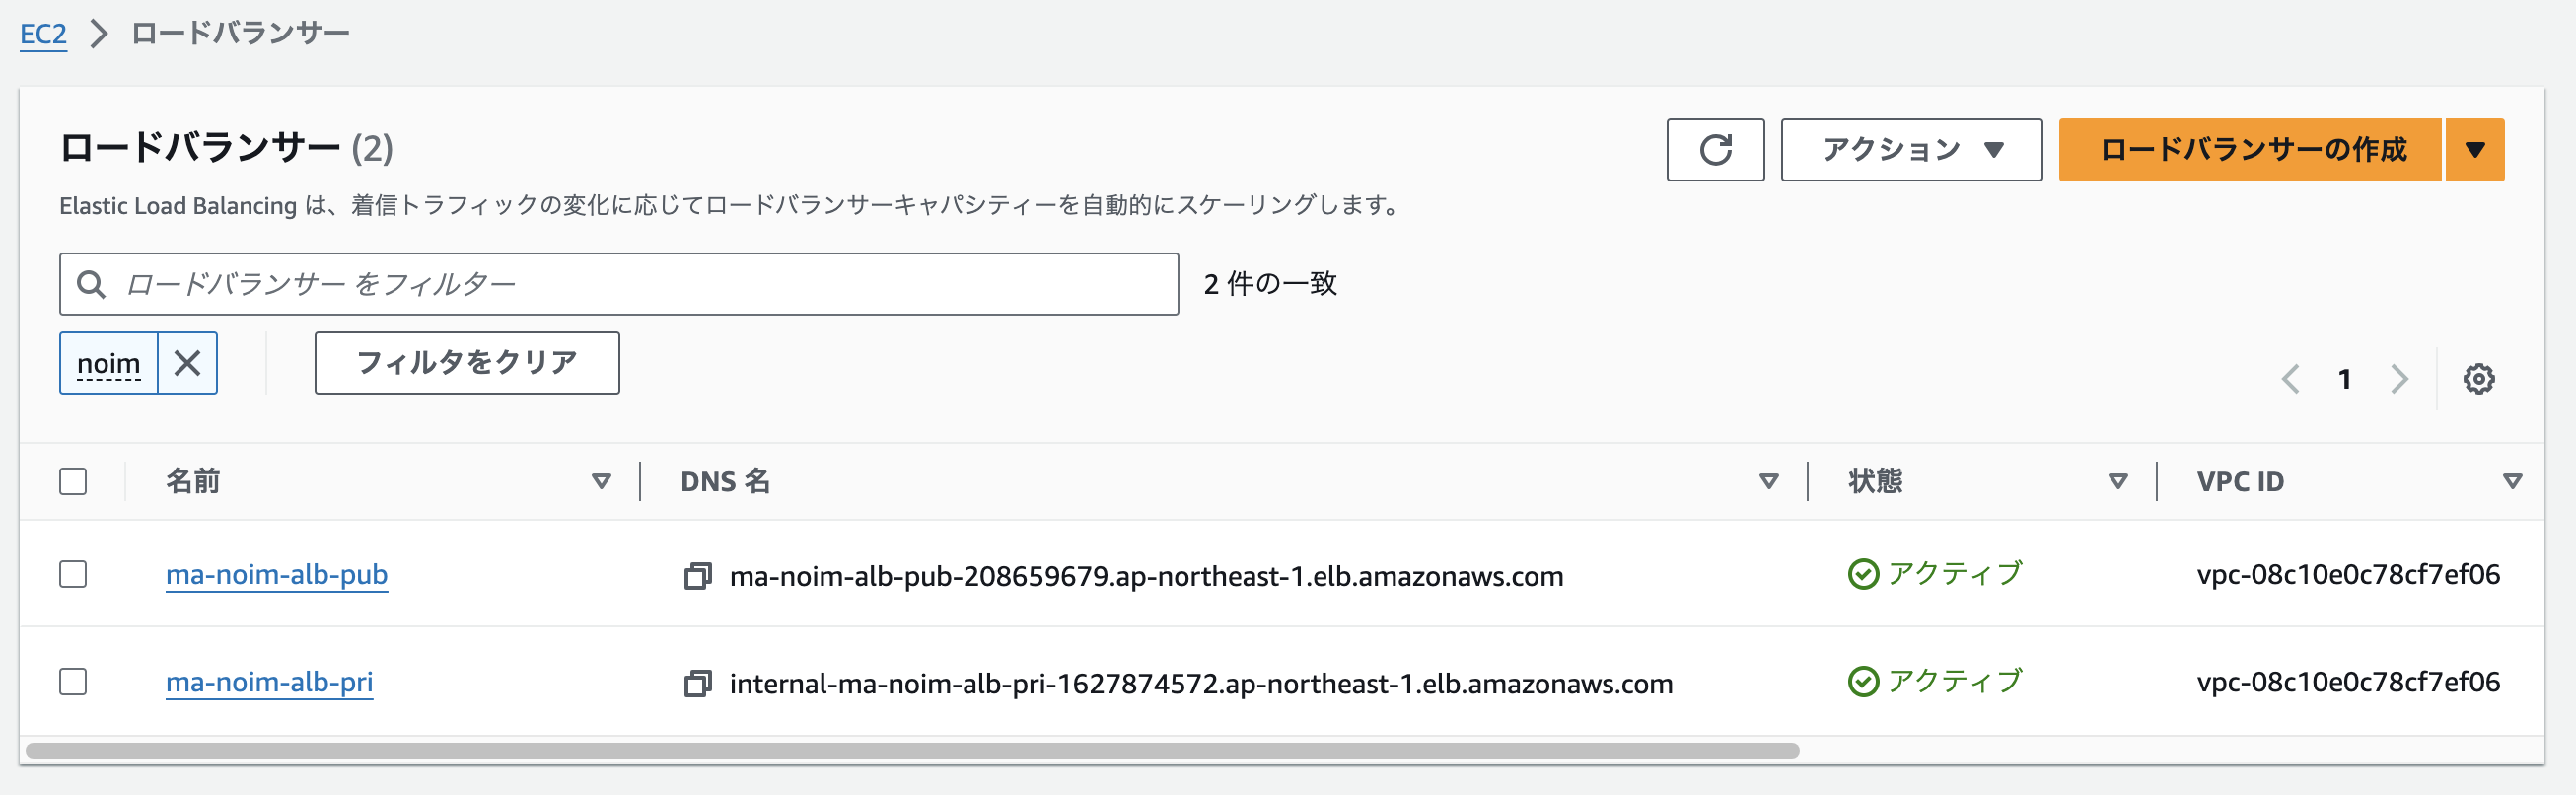 EC2 > ロードバランサー
ロードバランサー (2)
アクション
ロードバランサーの作成
Elastic Load Balancing は、着信トラフィックの変化に応じてロードバランサーキャパシティーを自動的にスケーリングします。
ロードバランサー をフィルター
2 件の一致
noim
フィルタをクリア
1
名前 DNS 名 状態 VPC ID
ma-noim-alb-pub ma-noim-alb-pub-208659679.ap-northeast-1.elb.amazonaws.com アクティブ vpc-08c10e0c78cf7ef06
ma-noim-alb-pri internal-ma-noim-alb-pri-1627874572.ap-northeast-1.elb.amazonaws.com アクティブ vpc-08c10e0c78cf7ef06